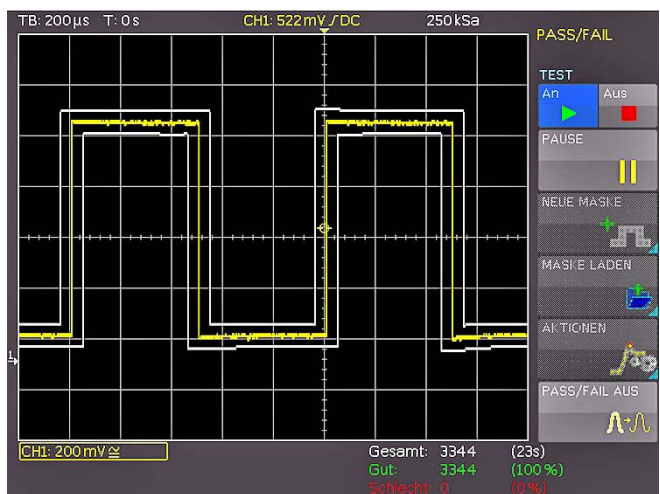 TB: 200µs T: 0s CH1: 522mV DC 250kSa
PASS/FAIL
TEST
An Aus
PAUSE
NEUE MASKE
MASKE LADEN
AKTIONEN
PASS/FAIL AUS
1
CH1: 200mV ≅
Gesamt: 3344 (23s)
Gut: 3344 (100%)
Schlecht: 0 (0%)